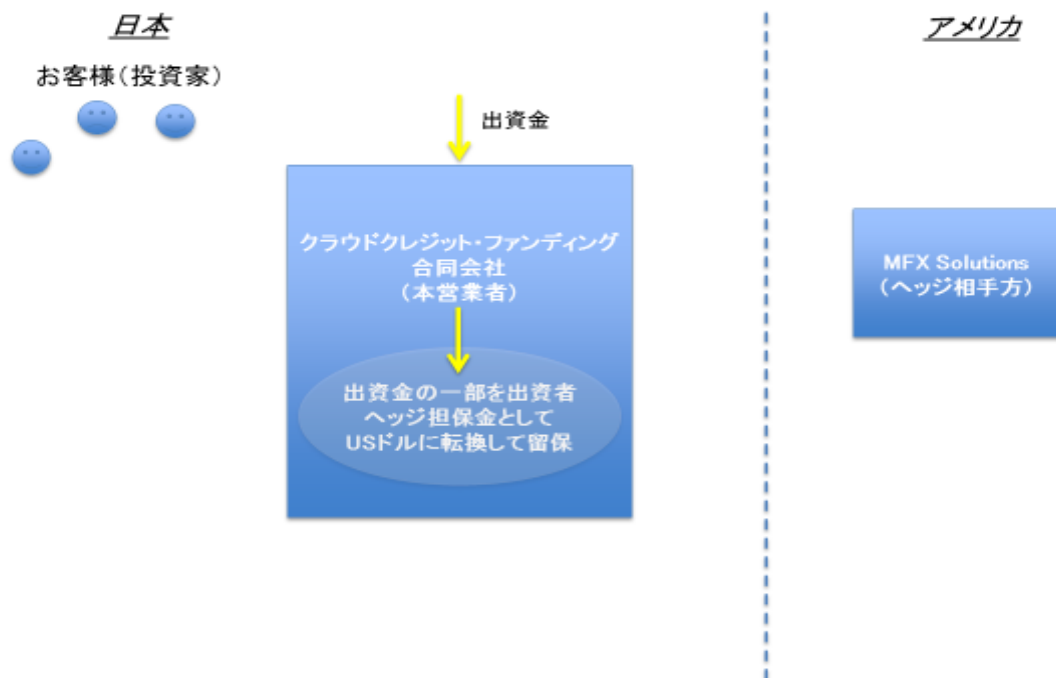 日本
アメリカ
お客様（投資家）
出資金
クラウドクレジット・ファンディング
合同会社
（本営業者）
MFX Solutions
（ヘッジ相手方）
出資金の一部を出資者
ヘッジ担保金として
USドルに転換して留保